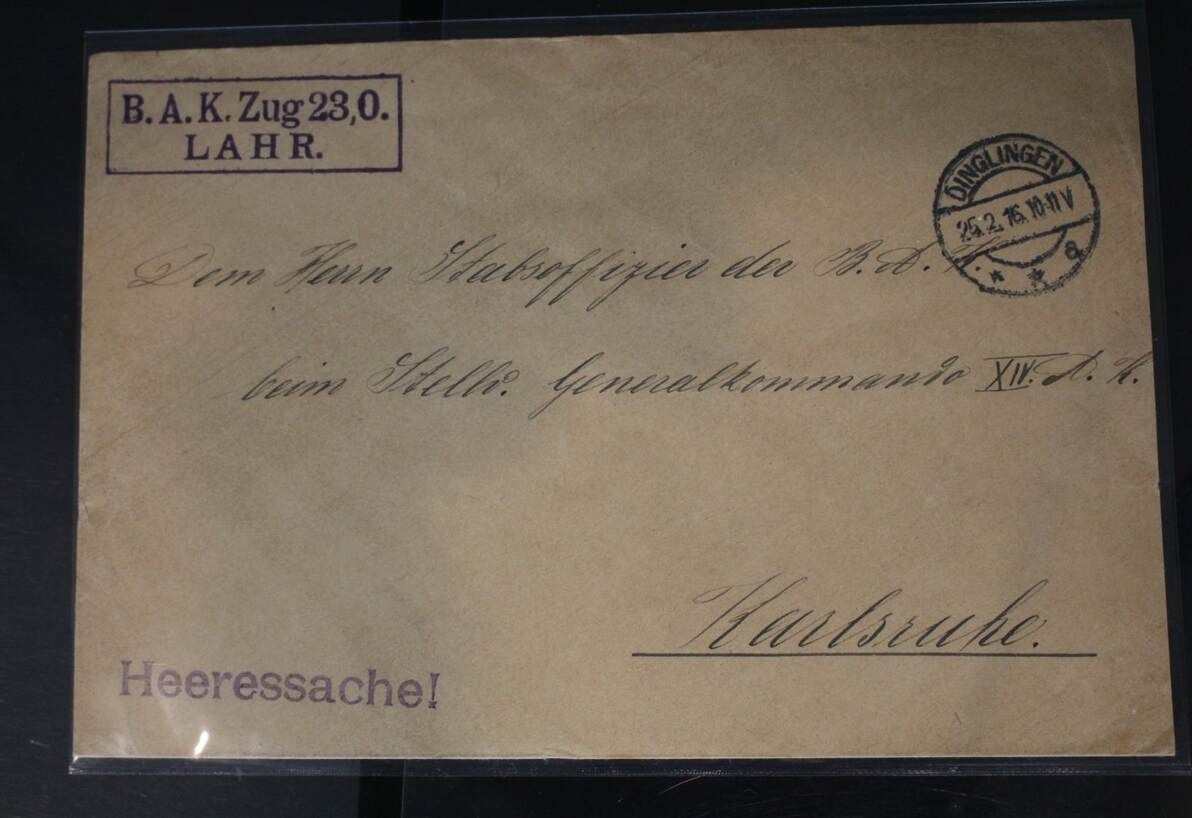 B. A. K. Zug 23,0.
LAHR.
DINGLINGEN
25.2.16. 10-11 V
* * a
Dem Herrn Stabsoffizier der B. A. K.
beim Stellv. Generalkommando XIV. A. K.
Karlsruhe.
Heeressache!